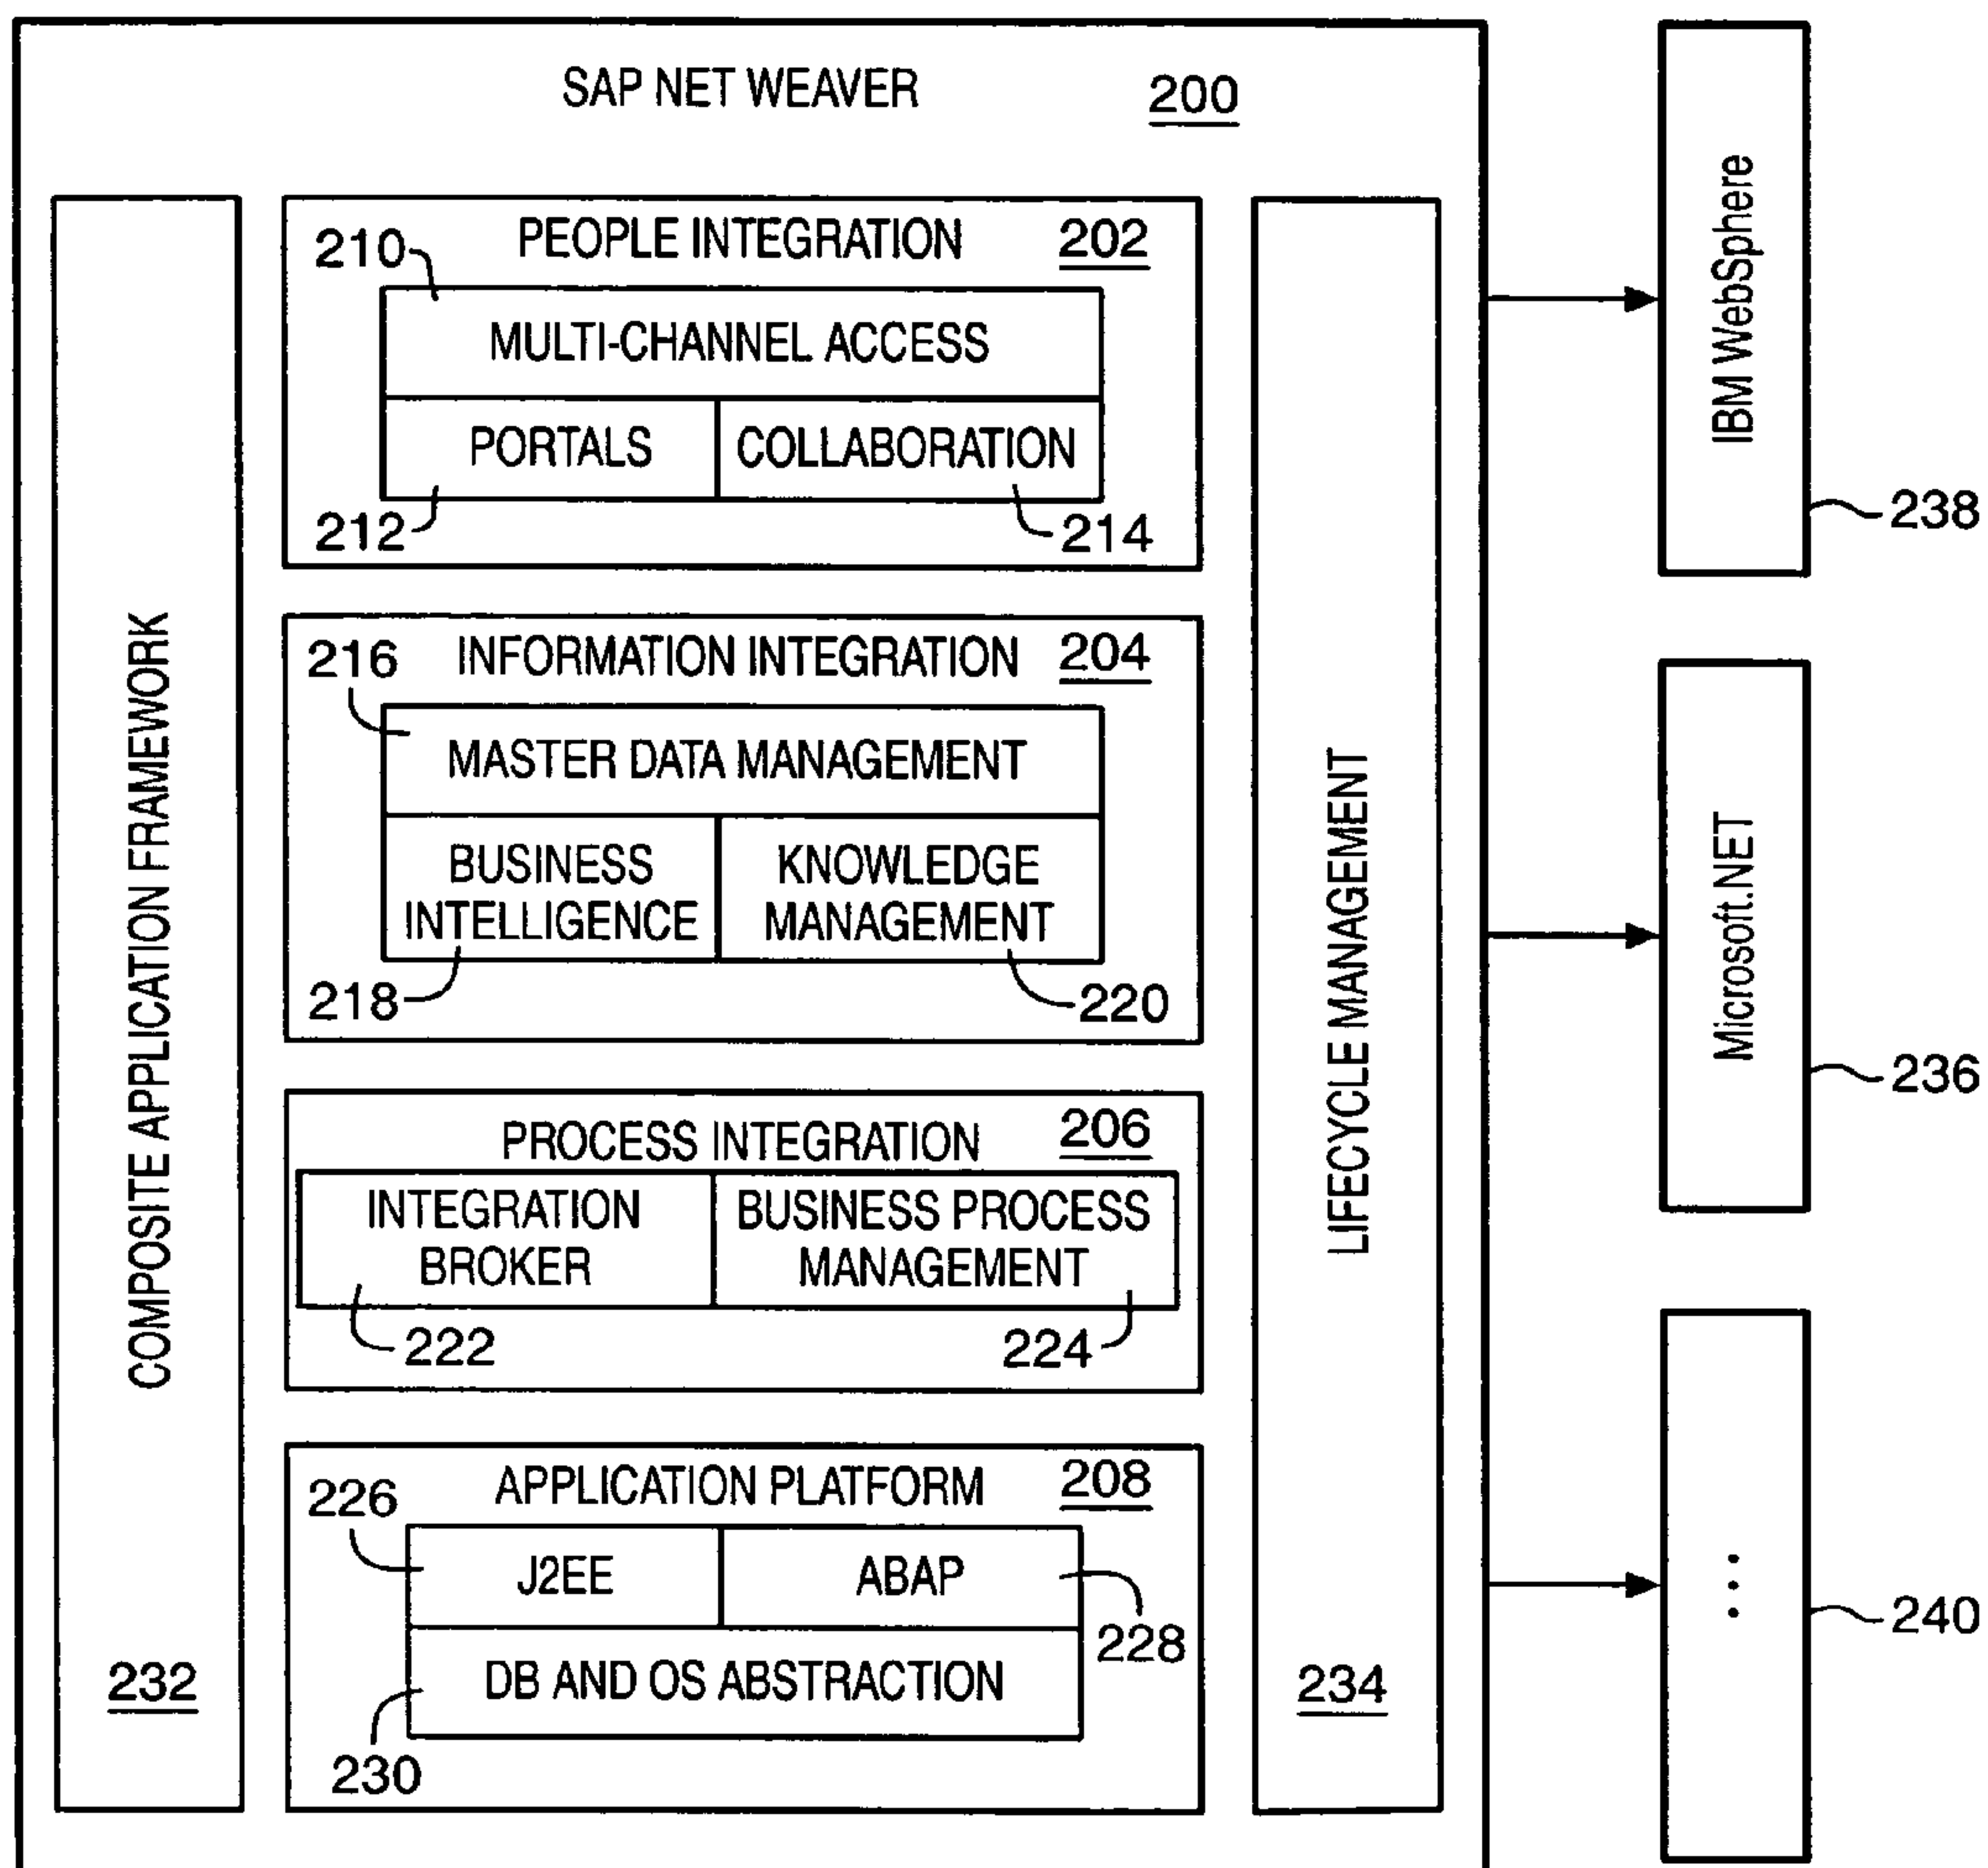 SAP NET WEAVER 200
COMPOSITE APPLICATION FRAMEWORK
232
PEOPLE INTEGRATION 202
210
MULTI-CHANNEL ACCESS
PORTALS COLLABORATION
212 214
INFORMATION INTEGRATION 204
216
MASTER DATA MANAGEMENT
BUSINESS
INTELLIGENCE
KNOWLEDGE
MANAGEMENT
218 220
PROCESS INTEGRATION 206
INTEGRATION
BROKER
BUSINESS PROCESS
MANAGEMENT
222 224
APPLICATION PLATFORM 208
226
J2EE ABAP
228
DB AND OS ABSTRACTION
230
LIFECYCLE MANAGEMENT
234
IBM WebSphere
238
Microsoft.NET
236
...
240